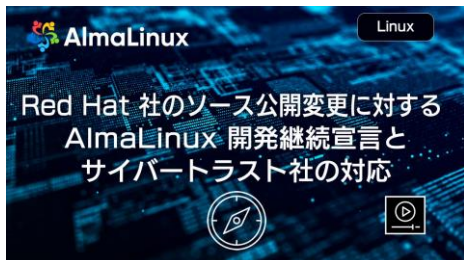 AlmaLinux
Linux
Red Hat 社のソース公開変更に対する
AlmaLinux 開発継続宣言と
サイバートラスト社の対応